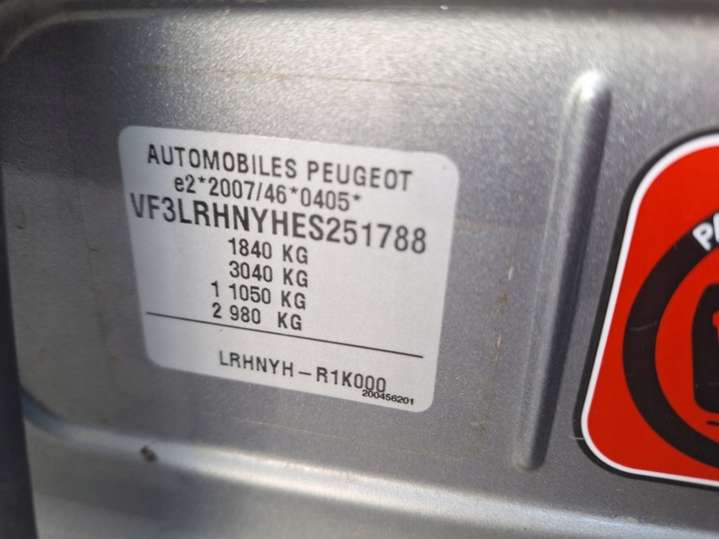 AUTOMOBILES PEUGEOT
e2*2007/46*0405*
VF3LRHNYHES251788
1840 KG
3040 KG
1 1050 KG
2 980 KG
LRHNYH-R1K000
200456201